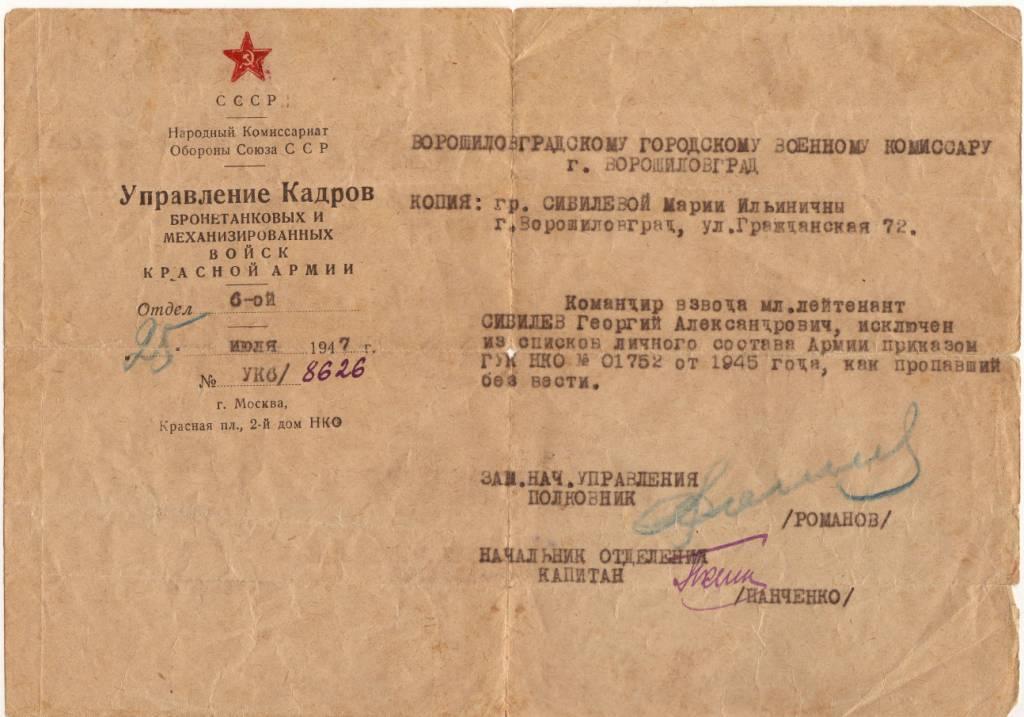 СССР
Народный Комиссариат
Обороны Союза ССР
Управление Кадров
БРОНЕТАНКОВЫХ И
МЕХАНИЗИРОВАННЫХ
ВОЙСК
КРАСНОЙ АРМИИ
Отдел 6-ой
25 июля 1947 г.
№ УК6/ 8626
г. Москва,
Красная пл., 2-й дом НКО
ВОРОШИЛОВГРАДСКОМУ ГОРОДСКОМУ ВОЕННОМУ КОМИССАРУ
г. ВОРОШИЛОВГРАД
КОПИЯ: гр. СИВИЛЕВОЙ Марии Ильиничны
г.Ворошиловград, ул.Гражданская 72.
Командир взвода мл.лейтенант
СИВИЛЕВ Георгий Александрович, исключен
из списков личного состава Армии приказом
ГУК НКО № 01752 от 1945 года, как пропавший
без вести.
ЗАМ.НАЧ.УПРАВЛЕНИЯ
ПОЛКОВНИК
/РОМАНОВ/
НАЧАЛЬНИК ОТДЕЛЕНИЯ
КАПИТАН
/ПАНЧЕНКО/